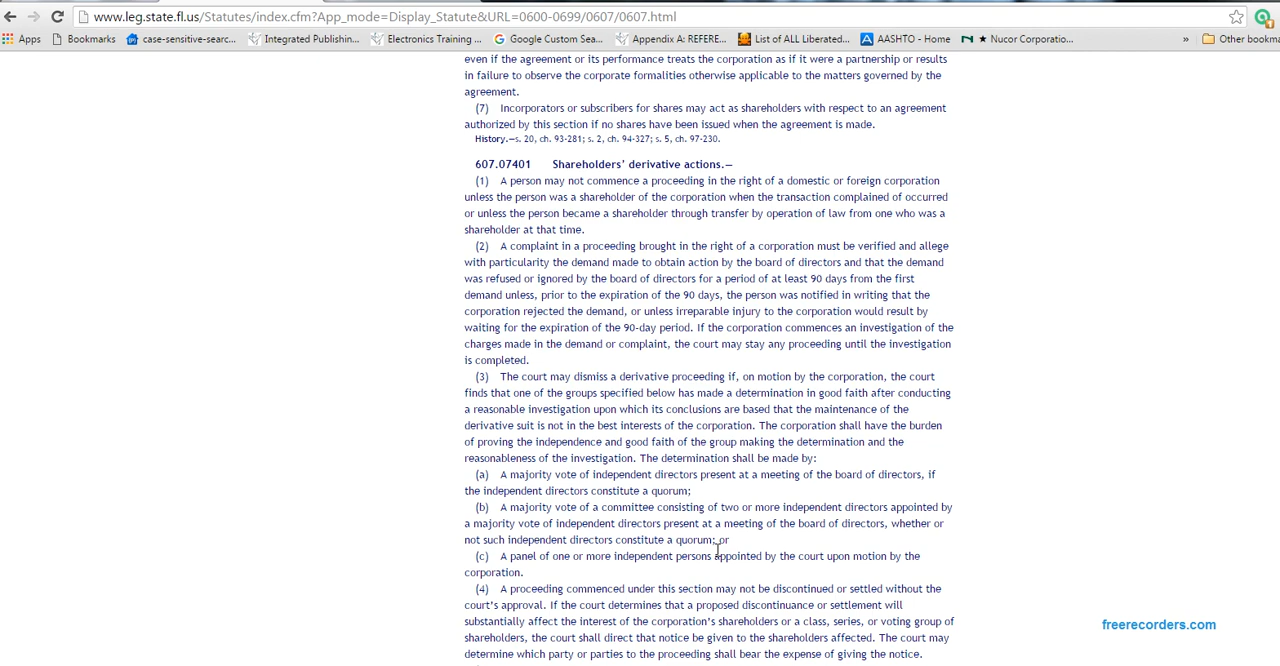 www.leg.state.fl.us/Statutes/index.cfm?App_mode=Display_Statute&URL=0600-0699/0607/0607.html
Apps Bookmarks case-sensitive-searc... Integrated Publishin... Electronics Training ... Google Custom Sea... Appendix A: REFERE... List of ALL Liberated... AASHTO - Home ★ Nucor Corporatio... » Other bookma
even if the agreement or its performance treats the corporation as if it were a partnership or results
in failure to observe the corporate formalities otherwise applicable to the matters governed by the
agreement.
(7) Incorporators or subscribers for shares may act as shareholders with respect to an agreement
authorized by this section if no shares have been issued when the agreement is made.
History.—s. 20, ch. 93-281; s. 2, ch. 94-327; s. 5, ch. 97-230.
607.07401 Shareholders’ derivative actions.—
(1) A person may not commence a proceeding in the right of a domestic or foreign corporation
unless the person was a shareholder of the corporation when the transaction complained of occurred
or unless the person became a shareholder through transfer by operation of law from one who was a
shareholder at that time.
(2) A complaint in a proceeding brought in the right of a corporation must be verified and allege
with particularity the demand made to obtain action by the board of directors and that the demand
was refused or ignored by the board of directors for a period of at least 90 days from the first
demand unless, prior to the expiration of the 90 days, the person was notified in writing that the
corporation rejected the demand, or unless irreparable injury to the corporation would result by
waiting for the expiration of the 90-day period. If the corporation commences an investigation of the
charges made in the demand or complaint, the court may stay any proceeding until the investigation
is completed.
(3) The court may dismiss a derivative proceeding if, on motion by the corporation, the court
finds that one of the groups specified below has made a determination in good faith after conducting
a reasonable investigation upon which its conclusions are based that the maintenance of the
derivative suit is not in the best interests of the corporation. The corporation shall have the burden
of proving the independence and good faith of the group making the determination and the
reasonableness of the investigation. The determination shall be made by:
(a) A majority vote of independent directors present at a meeting of the board of directors, if
the independent directors constitute a quorum;
(b) A majority vote of a committee consisting of two or more independent directors appointed by
a majority vote of independent directors present at a meeting of the board of directors, whether or
not such independent directors constitute a quorum; or
(c) A panel of one or more independent persons appointed by the court upon motion by the
corporation.
(4) A proceeding commenced under this section may not be discontinued or settled without the
court’s approval. If the court determines that a proposed discontinuance or settlement will
substantially affect the interest of the corporation’s shareholders or a class, series, or voting group of
shareholders, the court shall direct that notice be given to the shareholders affected. The court may
determine which party or parties to the proceeding shall bear the expense of giving the notice.
freerecorders.com